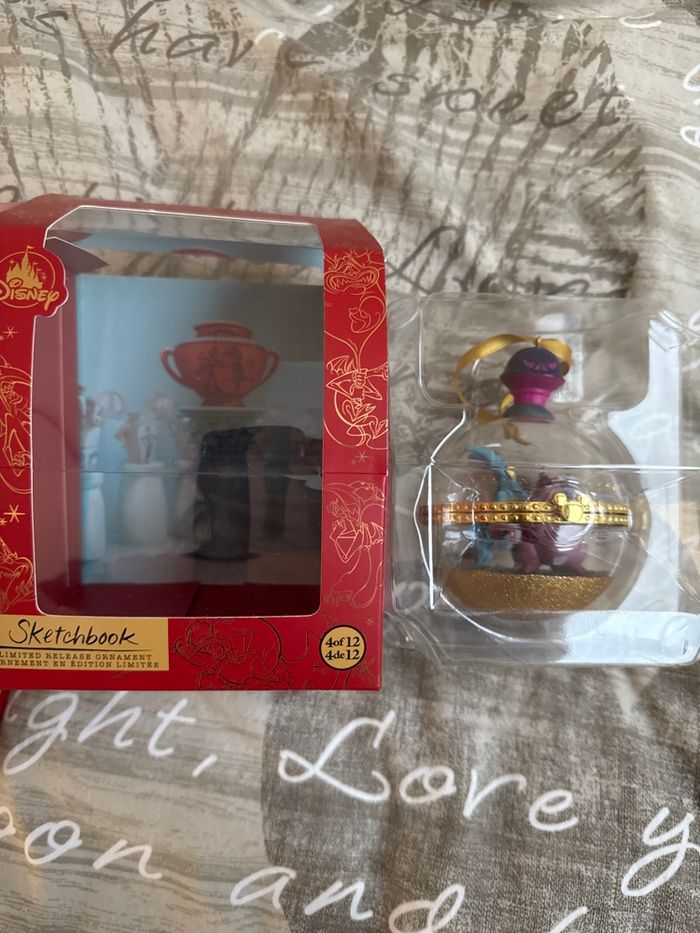 have
sweet
Disney
Sketchbook
LIMITED RELEASE ORNAMENT
RNEMENT EN ÉDITION LIMITÉE
4 of 12
4 de 12
ght, Love y
oon and